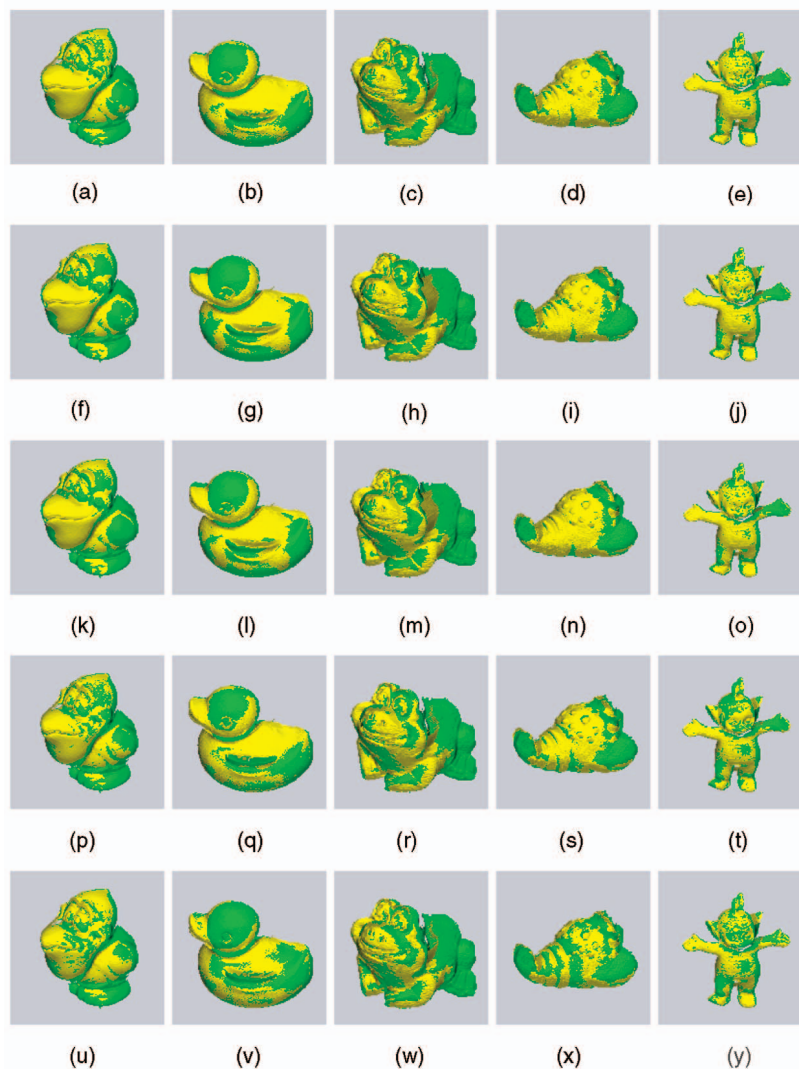 (a) (b) (c) (d) (e)
(f) (g) (h) (i) (j)
(k) (l) (m) (n) (o)
(p) (q) (r) (s) (t)
(u) (v) (w) (x) (y)